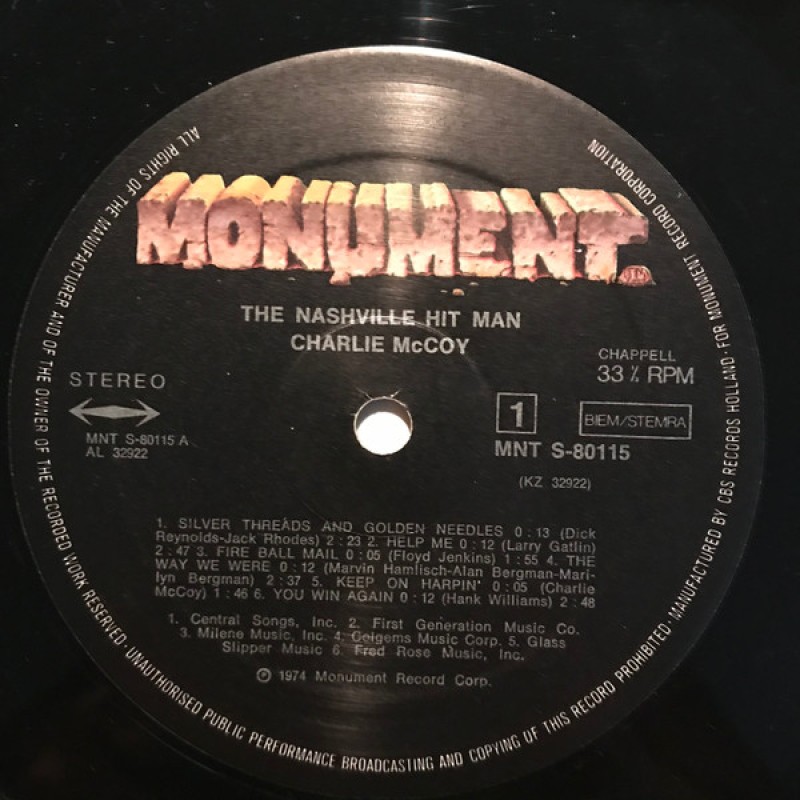 MONUMENT
THE NASHVILLE HIT MAN
CHARLIE McCOY
STEREO
MNT S-80115 A
AL 32922
CHAPPELL
33 ⅓ RPM
1
BIEM/STEMRA
MNT S-80115
(KZ 32922)
1. SILVER THREADS AND GOLDEN NEEDLES 0:13 (Dick
Reynolds-Jack Rhodes) 2:23 2. HELP ME 0:12 (Larry Gatlin)
2:47 3. FIRE BALL MAIL 0:05 (Floyd Jenkins) 1:55 4. THE
WAY WE WERE 0:12 (Marvin Hamlisch-Alan Bergman-Mari-
lyn Bergman) 2:37 5. KEEP ON HARPIN' 0:05 (Charlie
McCoy) 1:46 6. YOU WIN AGAIN 0:12 (Hank Williams) 2:48
1. Central Songs, Inc. 2. First Generation Music Co.
3. Milene Music, Inc. 4. Colgems Music Corp. 5. Glass
Slipper Music 6. Fred Rose Music, Inc.
℗ 1974 Monument Record Corp.
ALL RIGHTS OF THE MANUFACTURER AND OF THE OWNER OF THE RECORDED WORK RESERVED · UNAUTHORISED PUBLIC PERFORMANCE BROADCASTING AND COPYING OF THIS RECORD PROHIBITED · MANUFACTURED BY CBS RECORDS HOLLAND · FOR MONUMENT RECORD CORPORATION